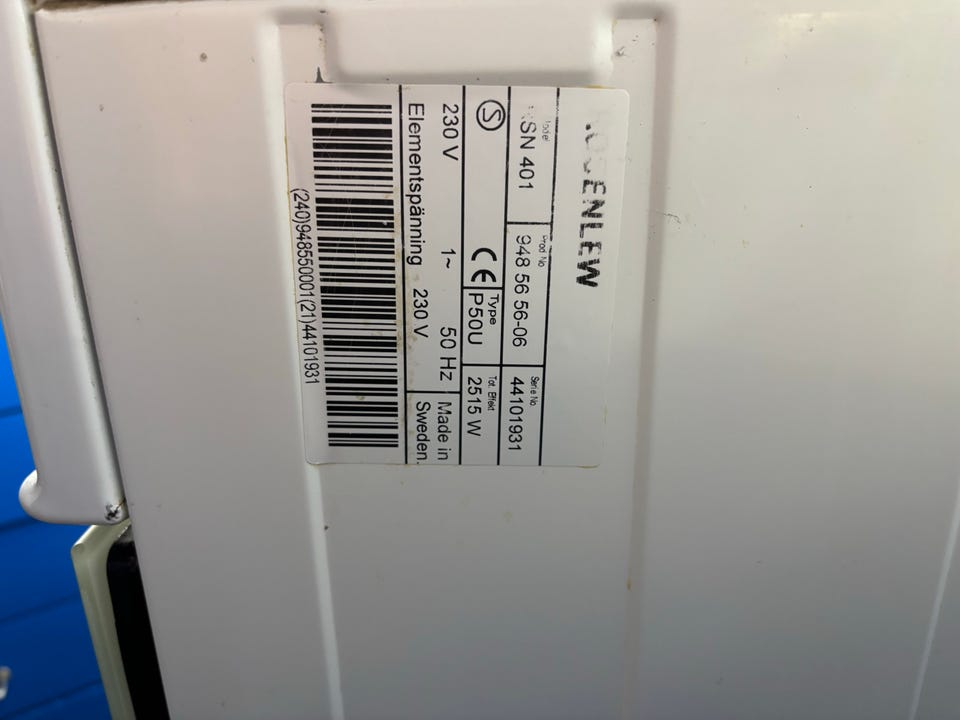 Model
SN 401
Prod No
948 56 56-06
Serie No
44101931
S
CE
Type
P50U
Tot. Effekt
2515 W
230 V 1~ 50 Hz
Made in
Sweden
Elementspänning 230 V
(240)948550001(21)44101931